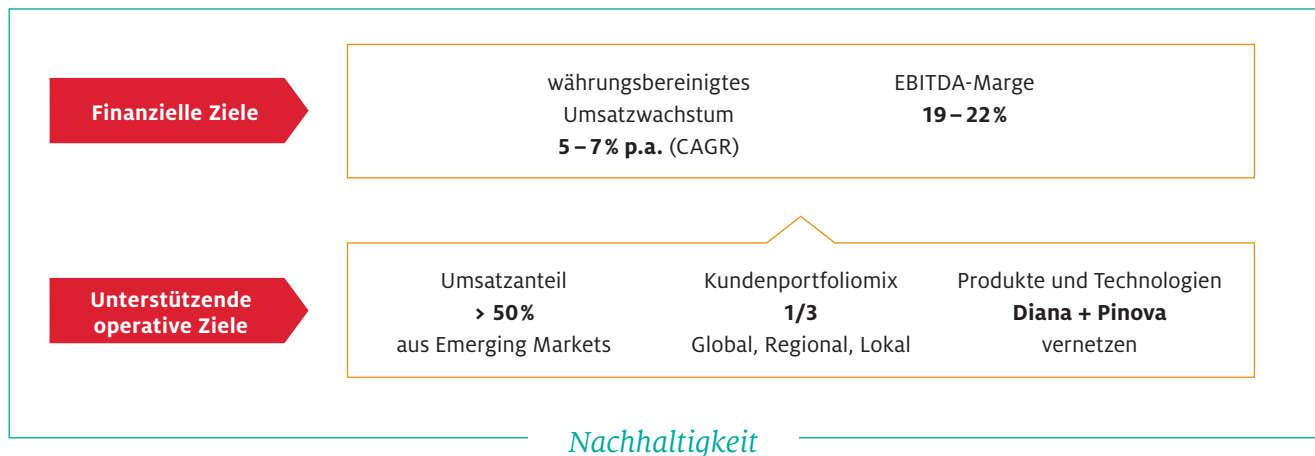 Finanzielle Ziele
währungsbereinigtes
Umsatzwachstum
5 – 7 % p.a. (CAGR)
EBITDA-Marge
19 – 22 %
Unterstützende
operative Ziele
Umsatzanteil
> 50 %
aus Emerging Markets
Kundenportfoliomix
1/3
Global, Regional, Lokal
Produkte und Technologien
Diana + Pinova
vernetzen
Nachhaltigkeit